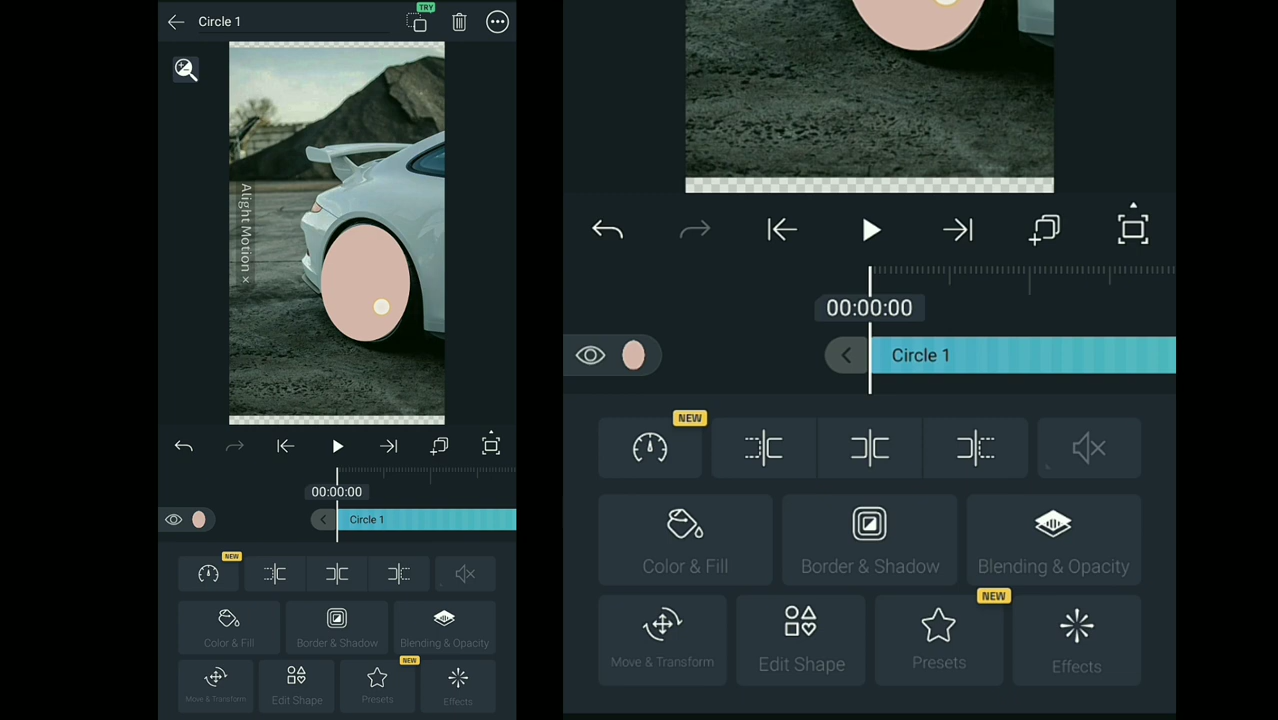 TRY
Circle 1
Alight Motion ×
00:00:00
Circle 1
NEW
Color & Fill
Border & Shadow
Blending & Opacity
NEW
Move & Transform
Edit Shape
Presets
Effects
00:00:00
Circle 1
NEW
Color & Fill
Border & Shadow
Blending & Opacity
NEW
Move & Transform
Edit Shape
Presets
Effects